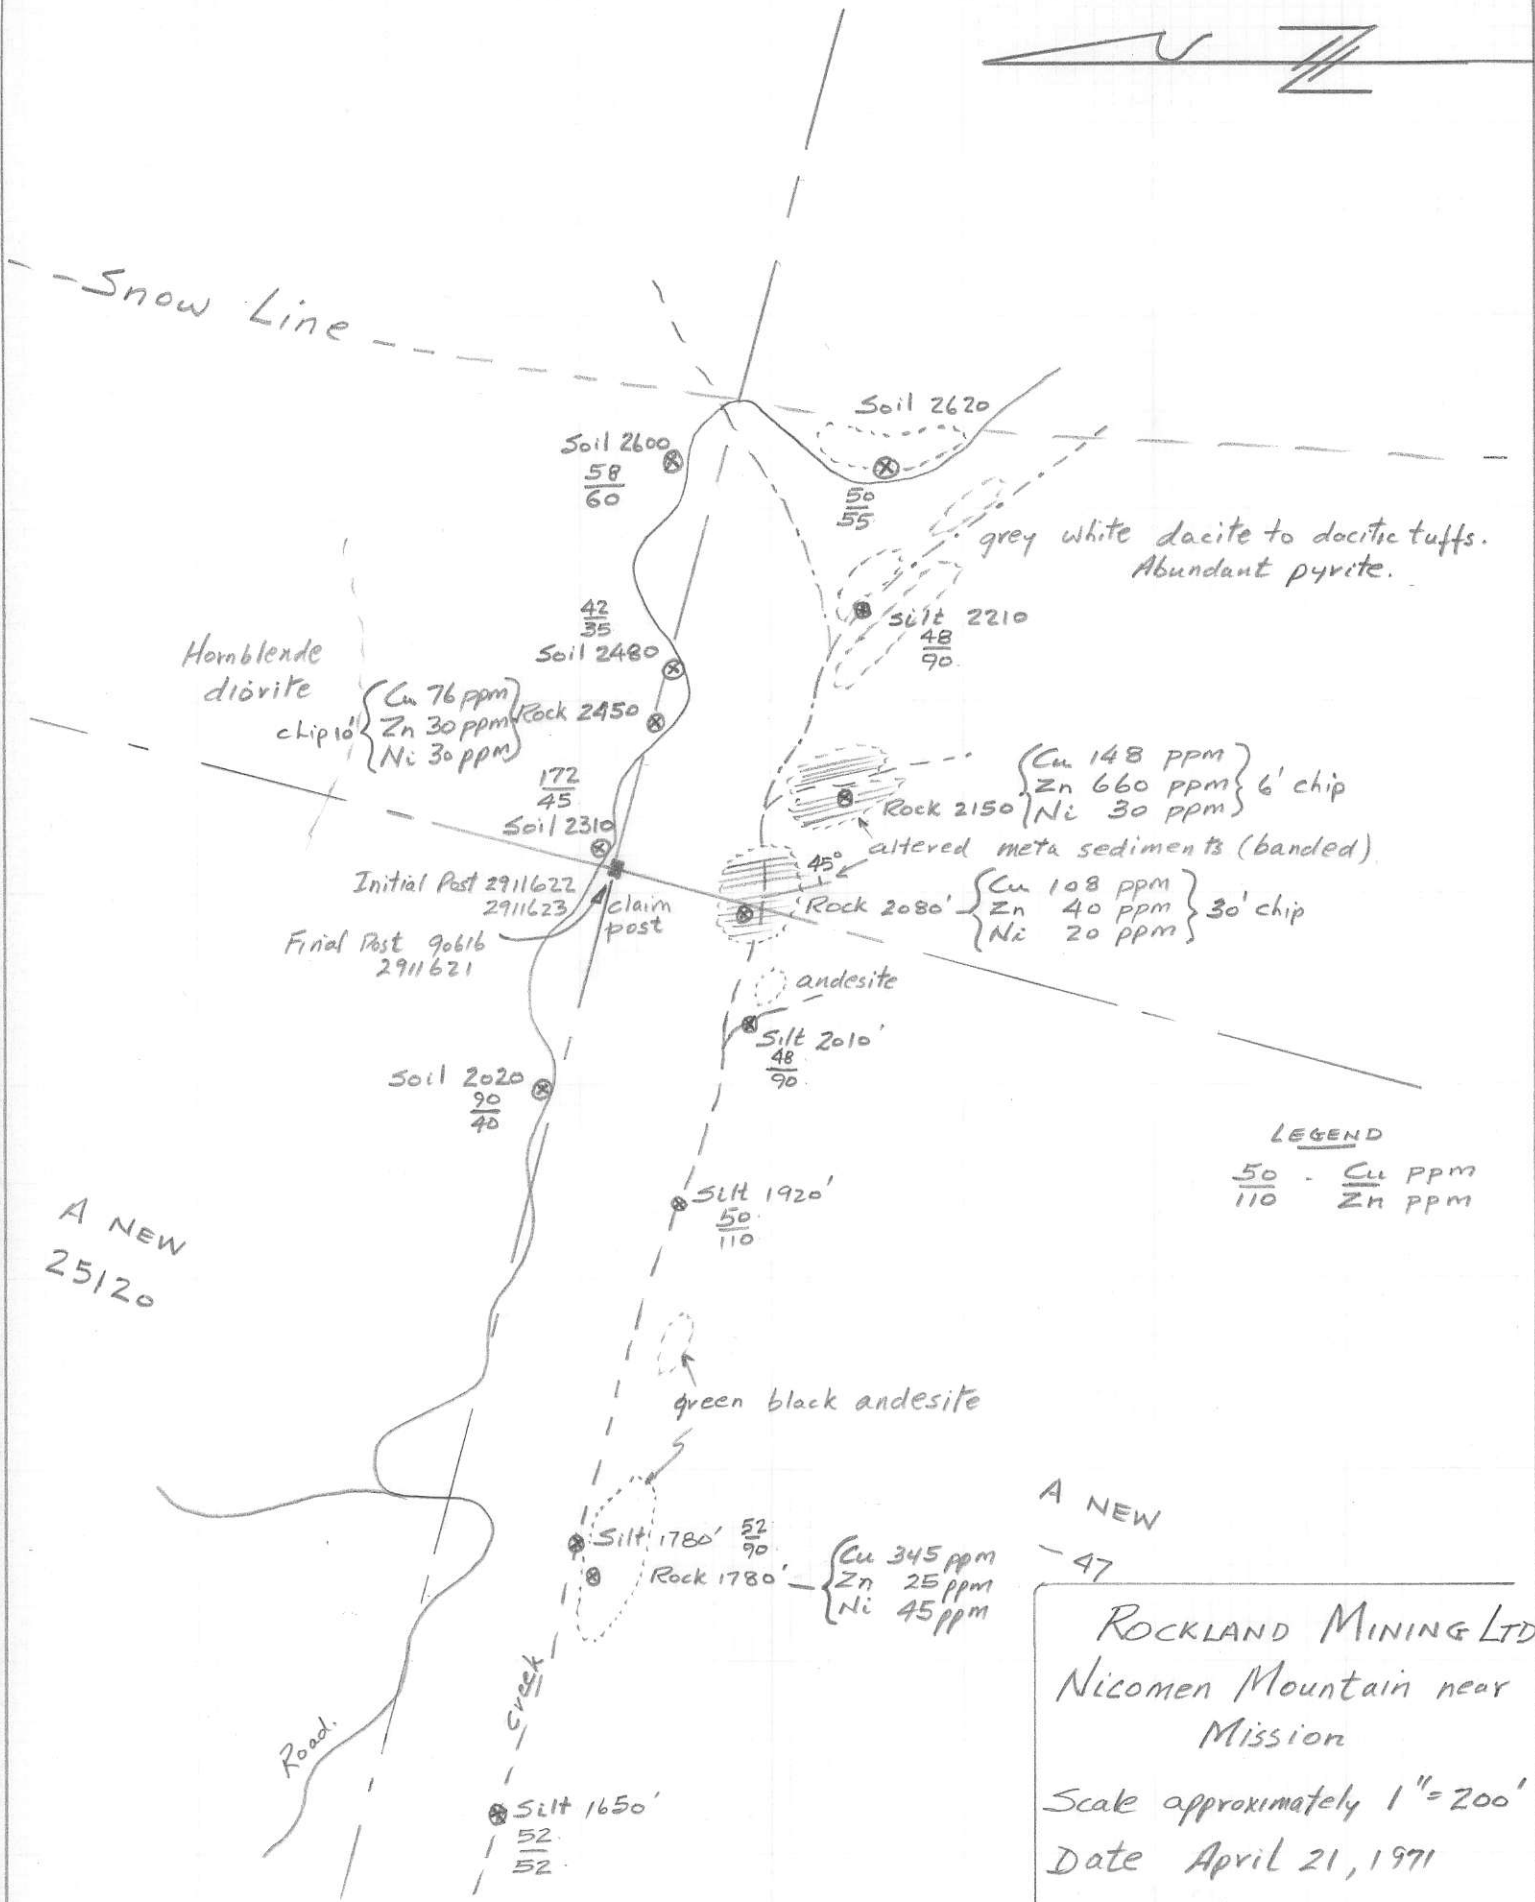 N
Snow Line
Soil 2620
Soil 2600
58
60
50
55
grey white dacite to dacitic tuffs.
Abundant pyrite.
Silt 2210
48
90
42
35
Soil 2480
Hornblende
diorite
chip 10' { Cu 76 ppm
Zn 30 ppm
Ni 30 ppm } Rock 2450
172
45
Soil 2310
Rock 2150 { Cu 148 ppm
Zn 660 ppm
Ni 30 ppm } 6' chip
altered meta sediments (banded)
45°
Initial Post 2911622
2911623
claim
post
Final Post 90616
2911621
Rock 2080' { Cu 108 ppm
Zn 40 ppm
Ni 20 ppm } 30' chip
andesite
Silt 2010'
48
90
Soil 2020
90
40
LEGEND
50 - Cu ppm
110 Zn ppm
Silt 1920'
50
110
A NEW
25120
green black andesite
Silt 1780' 52
90
Rock 1780' { Cu 345 ppm
Zn 25 ppm
Ni 45 ppm
A NEW
47
Creek
Road.
Silt 1650'
52
52
ROCKLAND MINING LTD
Nicomen Mountain near
Mission
Scale approximately 1"=200'
Date April 21, 1971